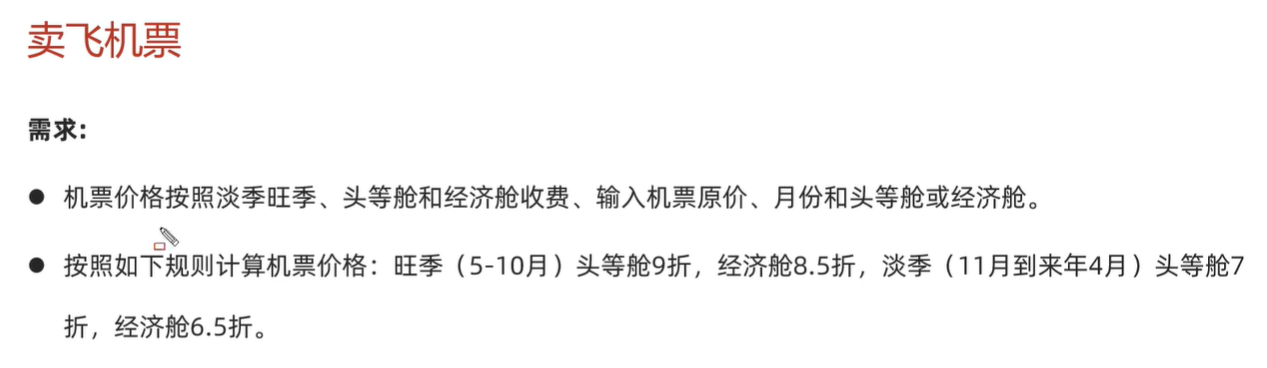 卖飞机票
需求:
● 机票价格按照淡季旺季、头等舱和经济舱收费、输入机票原价、月份和头等舱或经济舱。
● 按照如下规则计算机票价格：旺季（5-10月）头等舱9折，经济舱8.5折，淡季（11月到来年4月）头等舱7
折，经济舱6.5折。